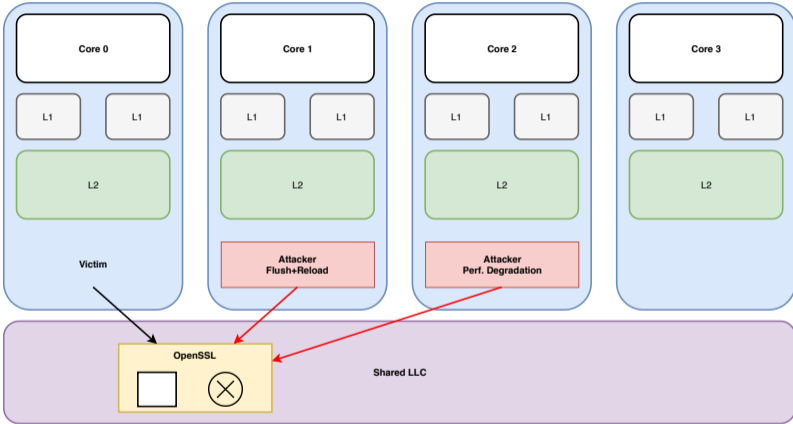 Core 0
Core 1
Core 2
Core 3
L1
L1
L1
L1
L1
L1
L1
L1
L2
L2
L2
L2
Victim
Attacker
Flush+Reload
Attacker
Perf. Degradation
OpenSSL
Shared LLC